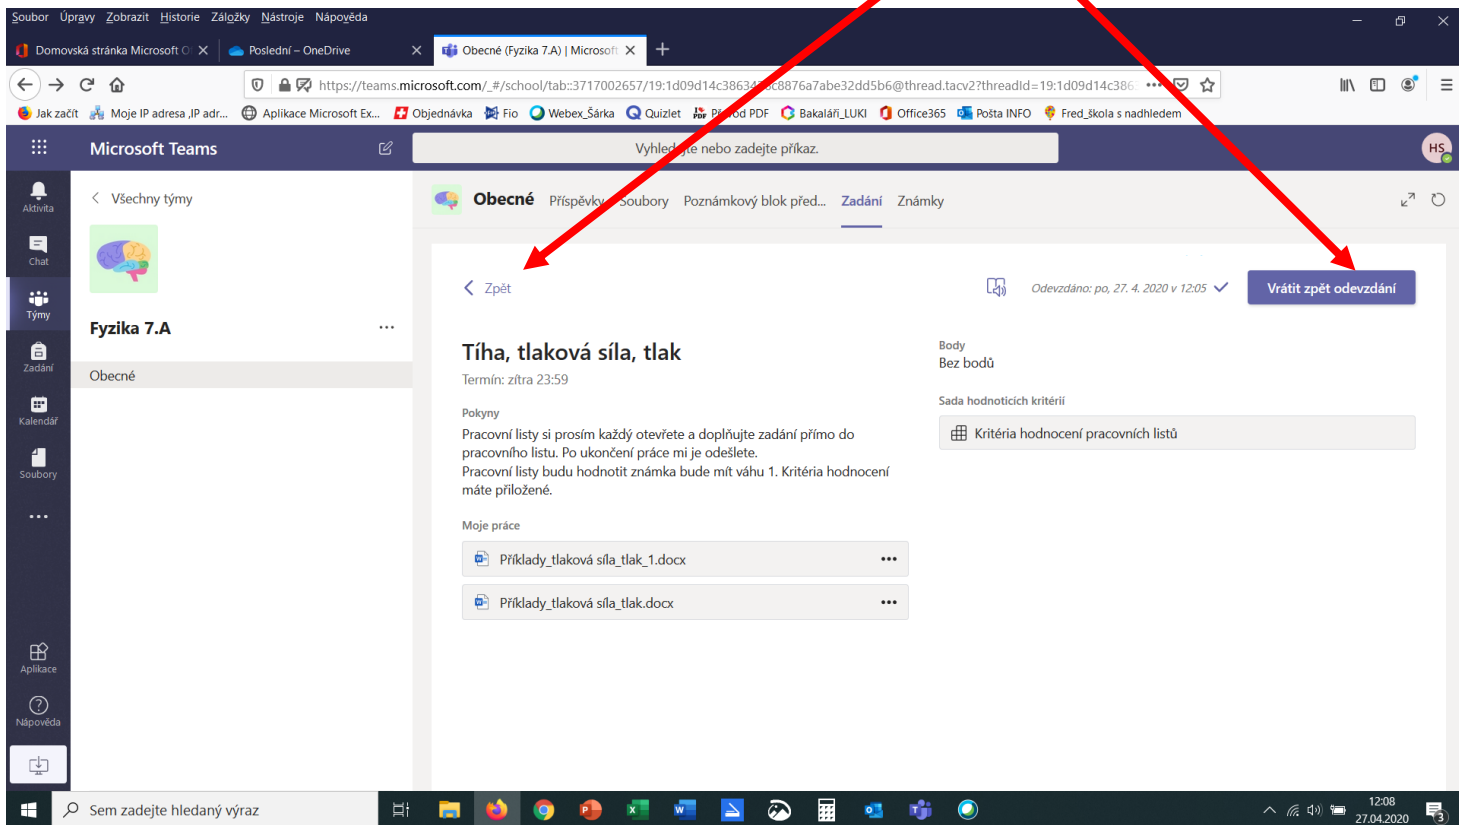 Soubor Úpravy Zobrazit Historie Záložky Nástroje Nápověda
Domovská stránka Microsoft O
Poslední – OneDrive
Obecné (Fyzika 7.A) | Microsoft
https://teams.microsoft.com/_#/school/tab::3717002657/19:1d09d14c3863
c8876a7abe32dd5b6@thread.tacv2?threadId=19:1d09d14c386
Jak začít Moje IP adresa ,IP adr... Aplikace Microsoft Ex... Objednávka Fio Webex_Šárka Quizlet Převod PDF Bakaláři_LUKI Office365 Pošta INFO Fred_škola s nadhledem
Microsoft Teams
Vyhledejte nebo zadejte příkaz.
HS
Aktivita
Chat
Týmy
Zadání
Kalendář
Soubory
Aplikace
Nápověda
Všechny týmy
Fyzika 7.A
Obecné
Obecné Příspěvky Soubory Poznámkový blok před... Zadání Známky
Zpět
Odevzdáno: po, 27. 4. 2020 v 12:05
Vrátit zpět odevzdání
Tíha, tlaková síla, tlak
Termín: zítra 23:59
Pokyny
Pracovní listy si prosím každý otevřete a doplňujte zadání přímo do
pracovního listu. Po ukončení práce mi je odešlete.
Pracovní listy budu hodnotit známka bude mít váhu 1. Kritéria hodnocení
máte přiložené.
Moje práce
Příklady_tlaková síla_tlak_1.docx
Příklady_tlaková síla_tlak.docx
Body
Bez bodů
Sada hodnoticích kritérií
Kritéria hodnocení pracovních listů
Sem zadejte hledaný výraz
12:08
27.04.2020
3